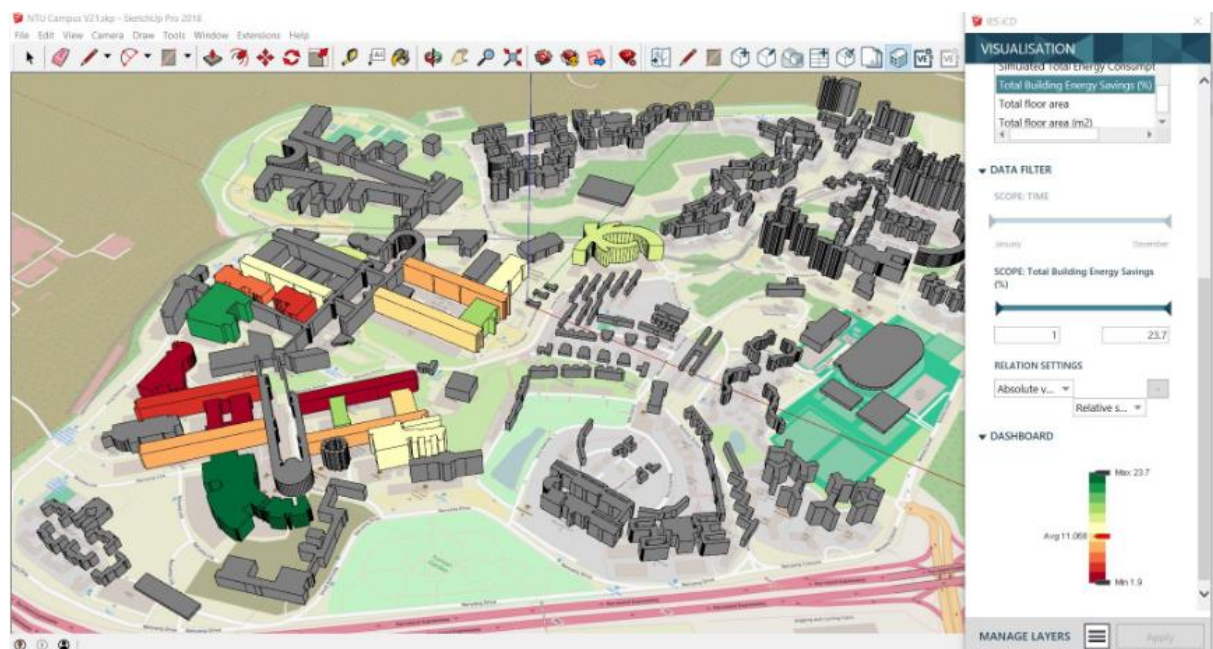 NTU Campus V21.skp - SketchUp Pro 2018
File Edit View Camera Draw Tools Window Extensions Help
IES iCD
VISUALISATION
Simulated Total Energy Consumpt
Total Building Energy Savings (%)
Total floor area
Total floor area (m2)
DATA FILTER
SCOPE: TIME
January December
SCOPE: Total Building Energy Savings
(%)
1 23.7
RELATION SETTINGS
Absolute v...
Relative s...
DASHBOARD
Max 23.7
Avg 11.068
Min 1.9
MANAGE LAYERS Apply